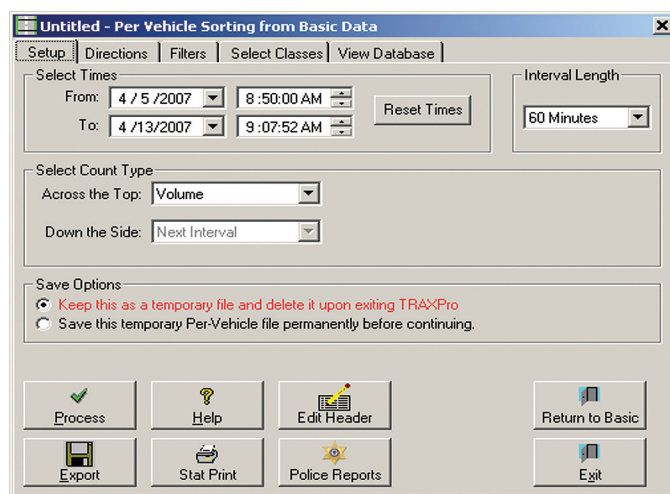 Untitled - Per Vehicle Sorting from Basic Data
Setup Directions Filters Select Classes View Database
Select Times
From: 4 / 5 /2007 8 :50:00 AM
To: 4 /13/2007 9 :07:52 AM
Reset Times
Interval Length
60 Minutes
Select Count Type
Across the Top: Volume
Down the Side: Next Interval
Save Options
Keep this as a temporary file and delete it upon exiting TRAXPro
Save this temporary Per-Vehicle file permanently before continuing.
Process Help Edit Header Return to Basic
Export Stat Print Police Reports Exit